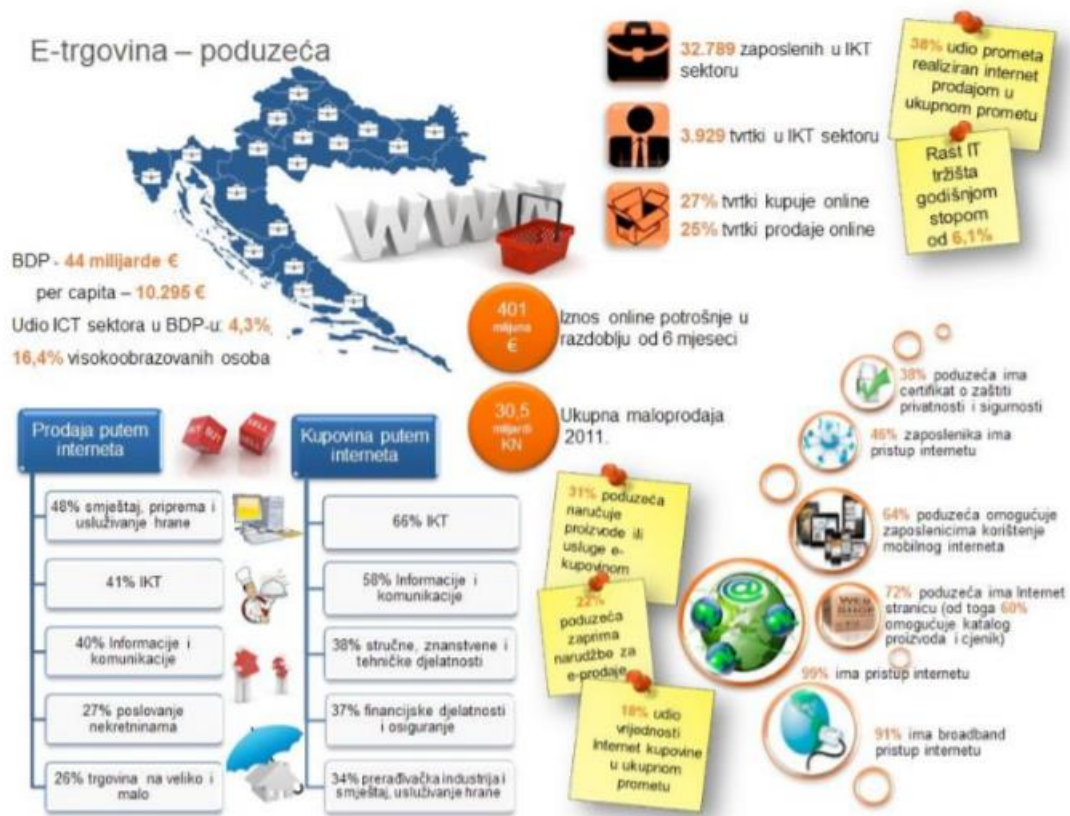 E-trgovina – poduzeća
32.789 zaposlenih u IKT
sektoru
3.929 tvrtki u IKT sektoru
27% tvrtki kupuje online
25% tvrtki prodaje online
38% udio prometa
realiziran internet
prodajom u
ukupnom prometu
Rast IT
tržišta
godišnjom
stopom
od 6,1%
WWW
BDP - 44 milijarde €
per capita – 10.295 €
Udio ICT sektora u BDP-u: 4,3%,
16,4% visokoobrazovanih osoba
401
milijuna
€
Iznos online potrošnje u
razdoblju od 6 mjeseci
30,5
milijardi
KN
Ukupna maloprodaja
2011.
Prodaja putem
interneta
48% smještaj, priprema i
usluživanje hrane
41% IKT
40% Informacije i
komunikacije
27% poslovanje
nekretninama
26% trgovina na veliko i
malo
BUY
SELL
Kupovina putem
interneta
66% IKT
58% Informacije i
komunikacije
38% stručne, znanstvene i
tehničke djelatnosti
37% financijske djelatnosti
i osiguranje
34% prerađivačka industrija i
smještaj, usluživanje hrane
31% poduzeća
naručuje
proizvode ili
usluge e-
kupovinom
22%
poduzeća
zaprima
narudžbe za
e-prodaje
18% udio
vrijednosti
Internet kupovine
u ukupnom
prometu
38% poduzeća ima
certifikat o zaštiti
privatnosti i sigurnosti
46% zaposlenika ima
pristup internetu
64% poduzeća omogućuje
zaposlenicima korištenje
mobilnog interneta
72% poduzeća ima Internet
stranicu (od toga 60%
omogućuje katalog
proizvoda i cjenik)
WEB
SHOP
@
99% ima pristup internetu
91% ima broadband
pristup internetu